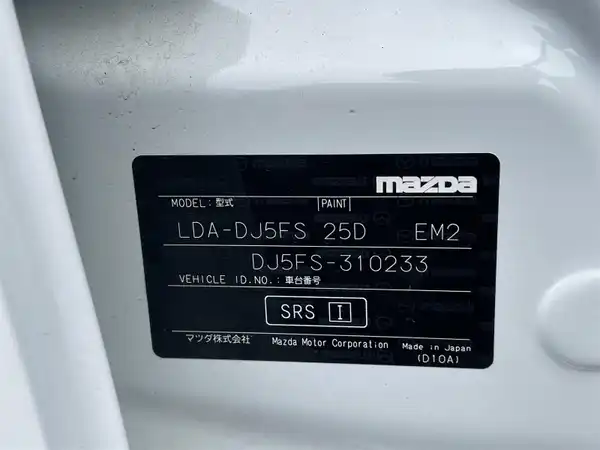 mazda
MODEL:型式 PAINT
LDA-DJ5FS 25D EM2
DJ5FS-310233
VEHICLE ID.NO.:車台番号
SRS I
マツダ株式会社 Mazda Motor Corporation Made in Japan
(D10A)